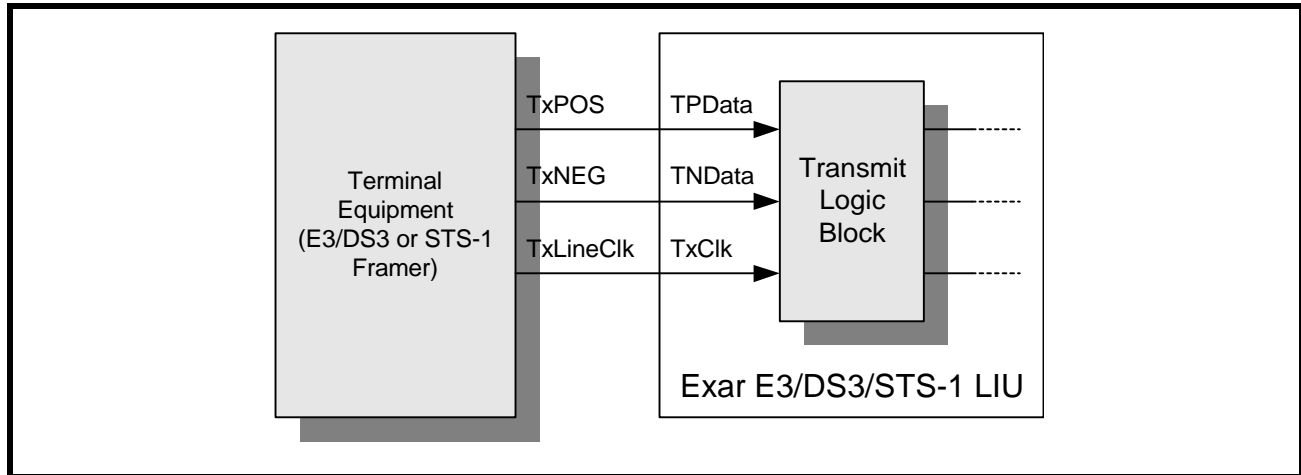 Terminal
Equipment
(E3/DS3 or STS-1
Framer)
TxPOS
TPData
TxNEG
TNData
TxLineClk
TxClk
Transmit
Logic
Block
Exar E3/DS3/STS-1 LIU